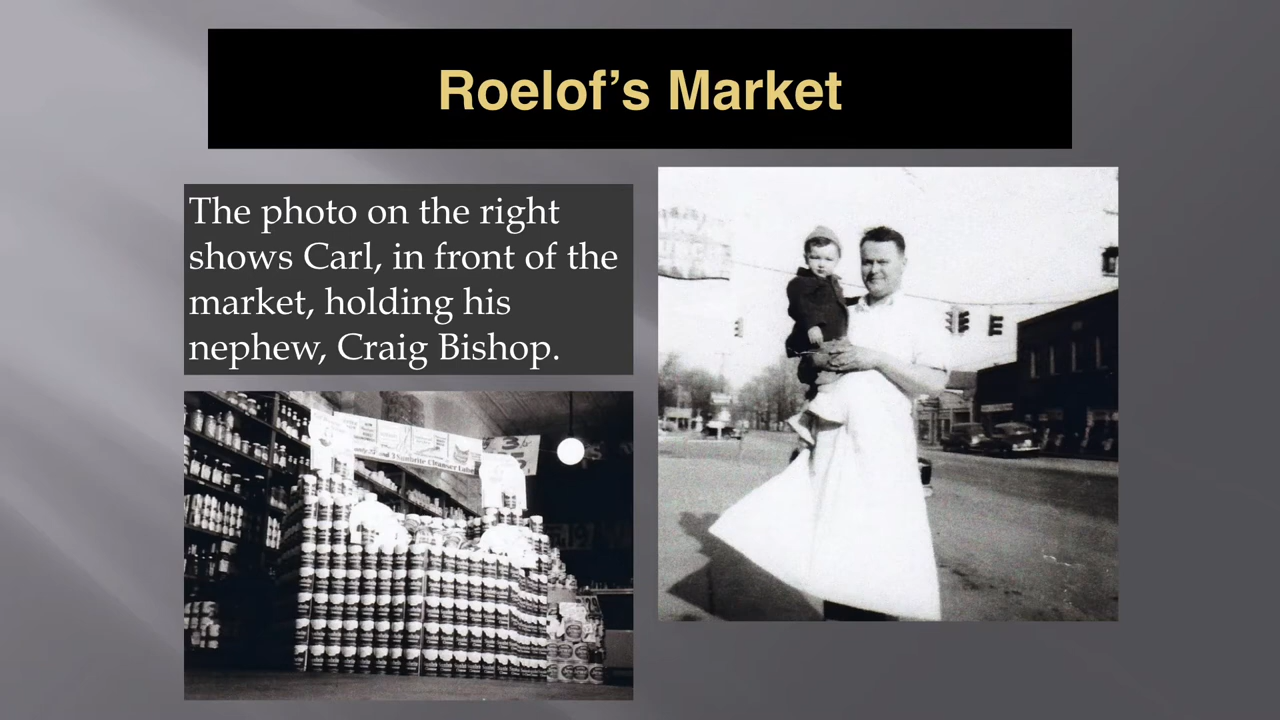 Roelof’s Market
The photo on the right
shows Carl, in front of the
market, holding his
nephew, Craig Bishop.
Cleanser